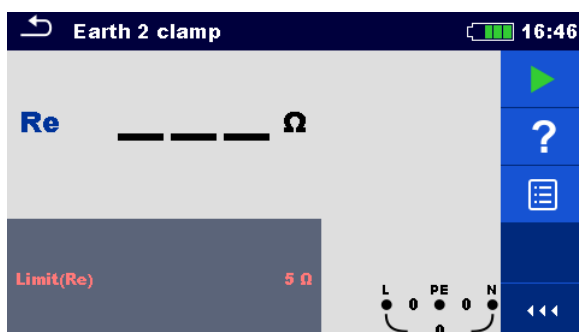 Earth 2 clamp 16:46
Re _ _ _ Ω
?
Limit(Re) 5 Ω
L PE N
0 0
0